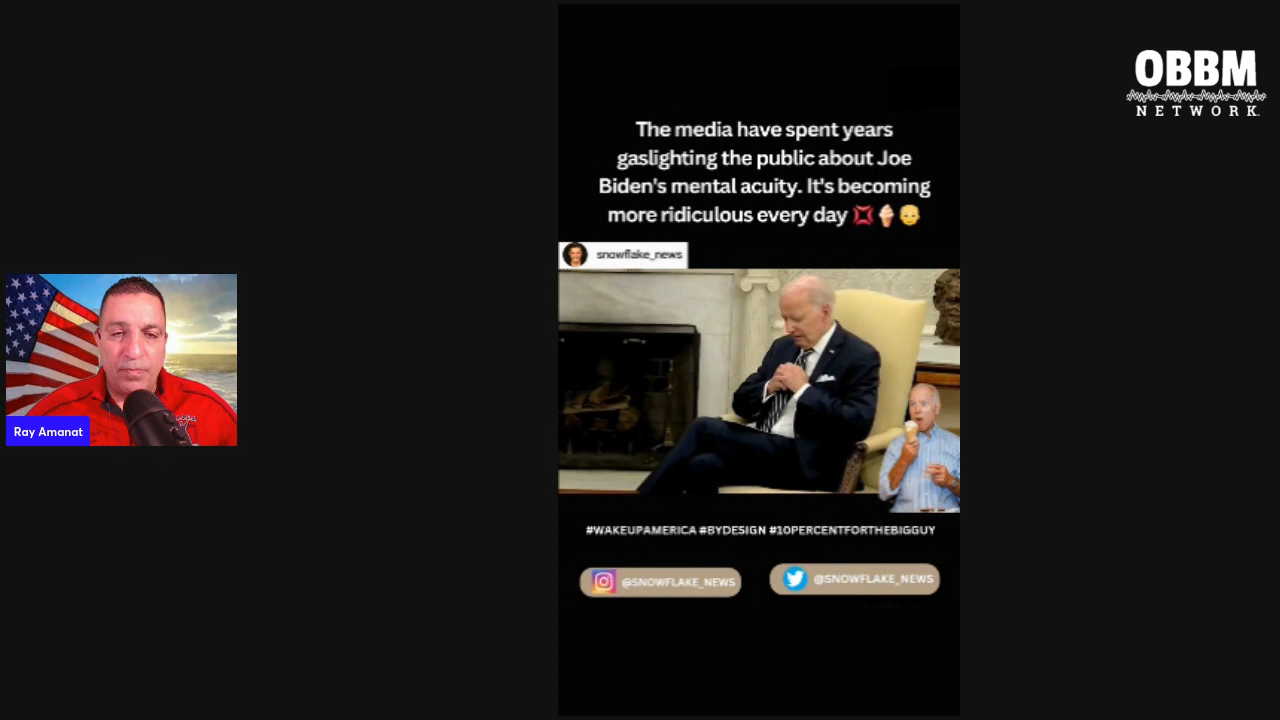 OBBM
NETWORK.
The media have spent years
gaslighting the public about Joe
Biden's mental acuity. It's becoming
more ridiculous every day 💢🍦👴
snowflake_news
Ray Amanat
#WAKEUPAMERICA #BYDESIGN #10PERCENTFORTHEBIGGUY
@SNOWFLAKE_NEWS
@SNOWFLAKE_NEWS